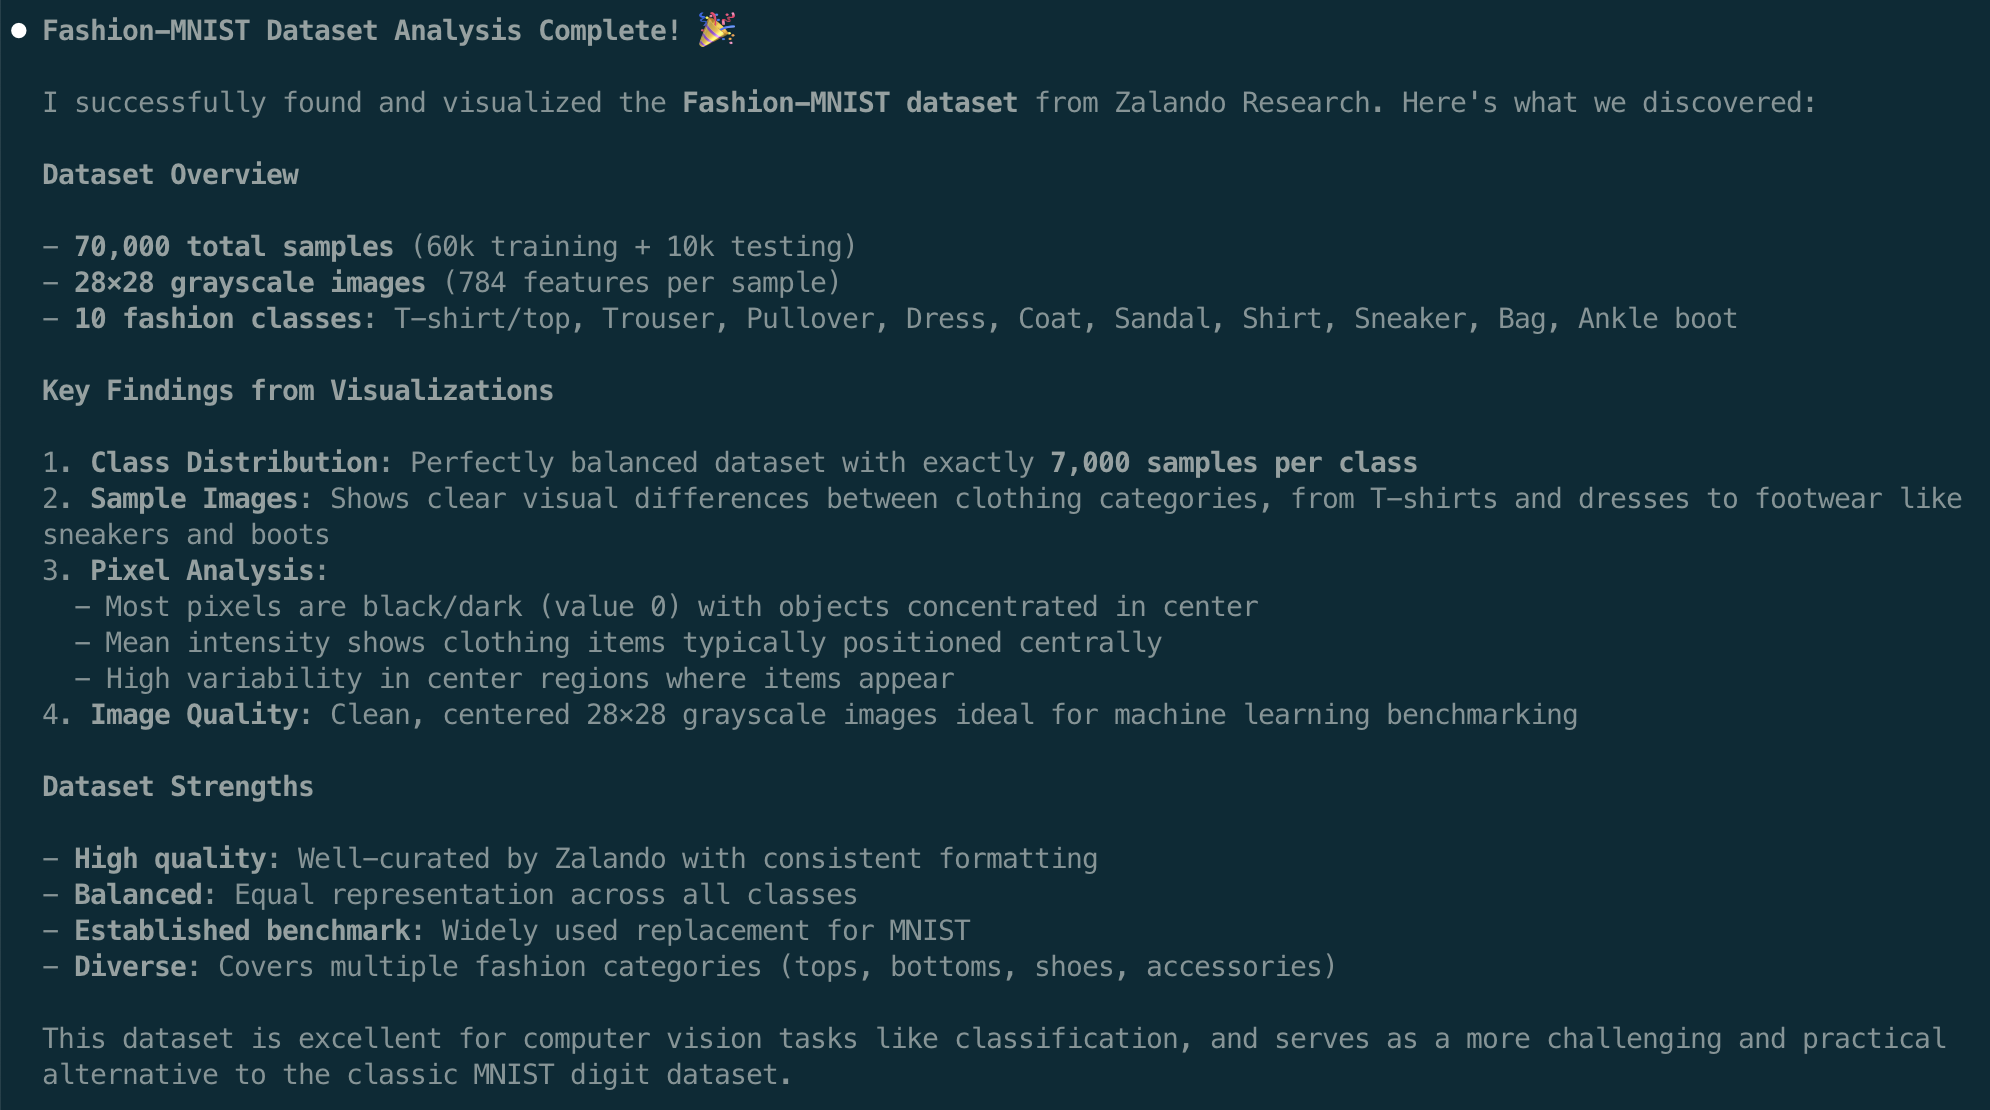 ● Fashion-MNIST Dataset Analysis Complete! 🎉
I successfully found and visualized the Fashion-MNIST dataset from Zalando Research. Here's what we discovered:
Dataset Overview
- 70,000 total samples (60k training + 10k testing)
- 28×28 grayscale images (784 features per sample)
- 10 fashion classes: T-shirt/top, Trouser, Pullover, Dress, Coat, Sandal, Shirt, Sneaker, Bag, Ankle boot
Key Findings from Visualizations
1. Class Distribution: Perfectly balanced dataset with exactly 7,000 samples per class
2. Sample Images: Shows clear visual differences between clothing categories, from T-shirts and dresses to footwear like
sneakers and boots
3. Pixel Analysis:
- Most pixels are black/dark (value 0) with objects concentrated in center
- Mean intensity shows clothing items typically positioned centrally
- High variability in center regions where items appear
4. Image Quality: Clean, centered 28×28 grayscale images ideal for machine learning benchmarking
Dataset Strengths
- High quality: Well-curated by Zalando with consistent formatting
- Balanced: Equal representation across all classes
- Established benchmark: Widely used replacement for MNIST
- Diverse: Covers multiple fashion categories (tops, bottoms, shoes, accessories)
This dataset is excellent for computer vision tasks like classification, and serves as a more challenging and practical
alternative to the classic MNIST digit dataset.